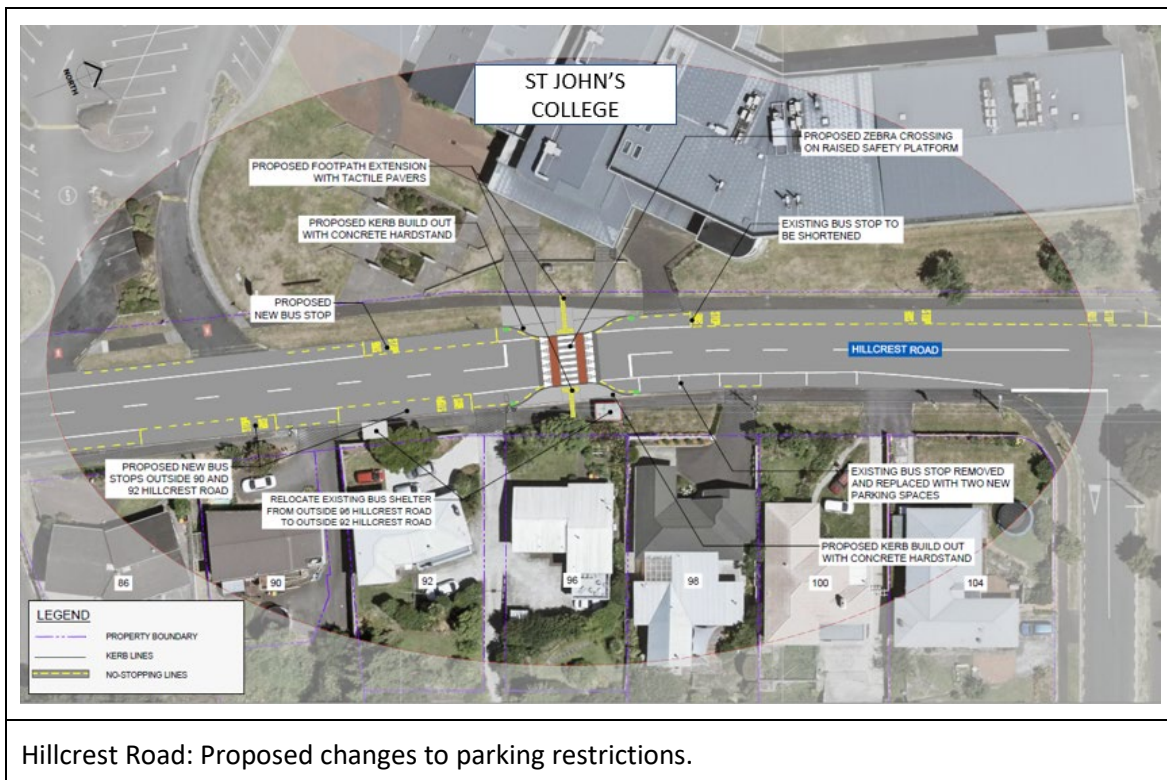 NORTH
ST JOHN'S
COLLEGE
PROPOSED ZEBRA CROSSING
ON RAISED SAFETY PLATFORM
PROPOSED FOOTPATH EXTENSION
WITH TACTILE PAVERS
PROPOSED KERB BUILD OUT
WITH CONCRETE HARDSTAND
EXISTING BUS STOP TO
BE SHORTENED
PROPOSED
NEW BUS STOP
HILLCREST ROAD
PROPOSED NEW BUS
STOPS OUTSIDE 90 AND
92 HILLCREST ROAD
RELOCATE EXISTING BUS SHELTER
FROM OUTSIDE 96 HILLCREST ROAD
TO OUTSIDE 92 HILLCREST ROAD
EXISTING BUS STOP REMOVED
AND REPLACED WITH TWO NEW
PARKING SPACES
PROPOSED KERB BUILD OUT
WITH CONCRETE HARDSTAND
86
90
92
96
98
100
104
LEGEND
PROPERTY BOUNDARY
KERB LINES
NO-STOPPING LINES
Hillcrest Road: Proposed changes to parking restrictions.